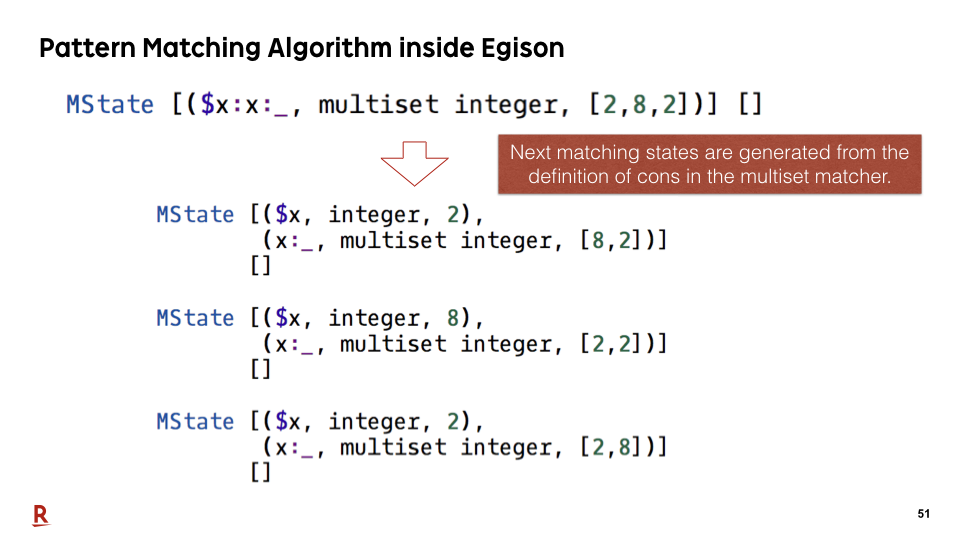 Pattern Matching Algorithm inside Egison
MState [($x:x:_, multiset integer, [2,8,2])] []
Next matching states are generated from the
definition of cons in the multiset matcher.
MState [($x, integer, 2),
(x:_, multiset integer, [8,2])]
[]
MState [($x, integer, 8),
(x:_, multiset integer, [2,2])]
[]
MState [($x, integer, 2),
(x:_, multiset integer, [2,8])]
[]
R
51